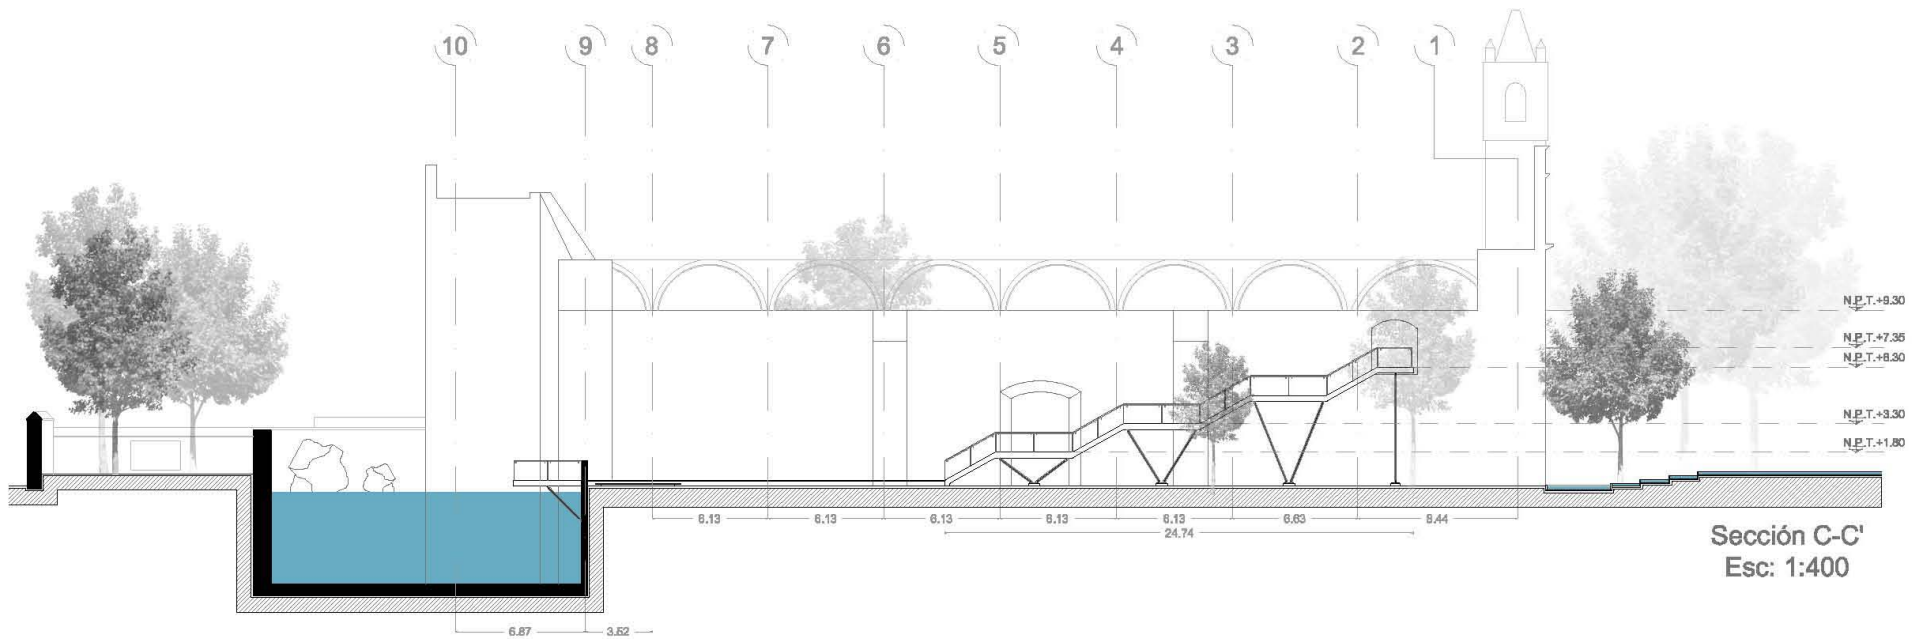 10 9 8 7 6 5 4 3 2 1
N.P.T.+9.30
N.P.T.+7.35
N.P.T.+6.30
N.P.T.+3.30
N.P.T.+1.80
6.13 6.13 6.13 6.13 6.13 6.63 8.44
24.74
Sección C-C'
Esc: 1:400
6.87 3.52